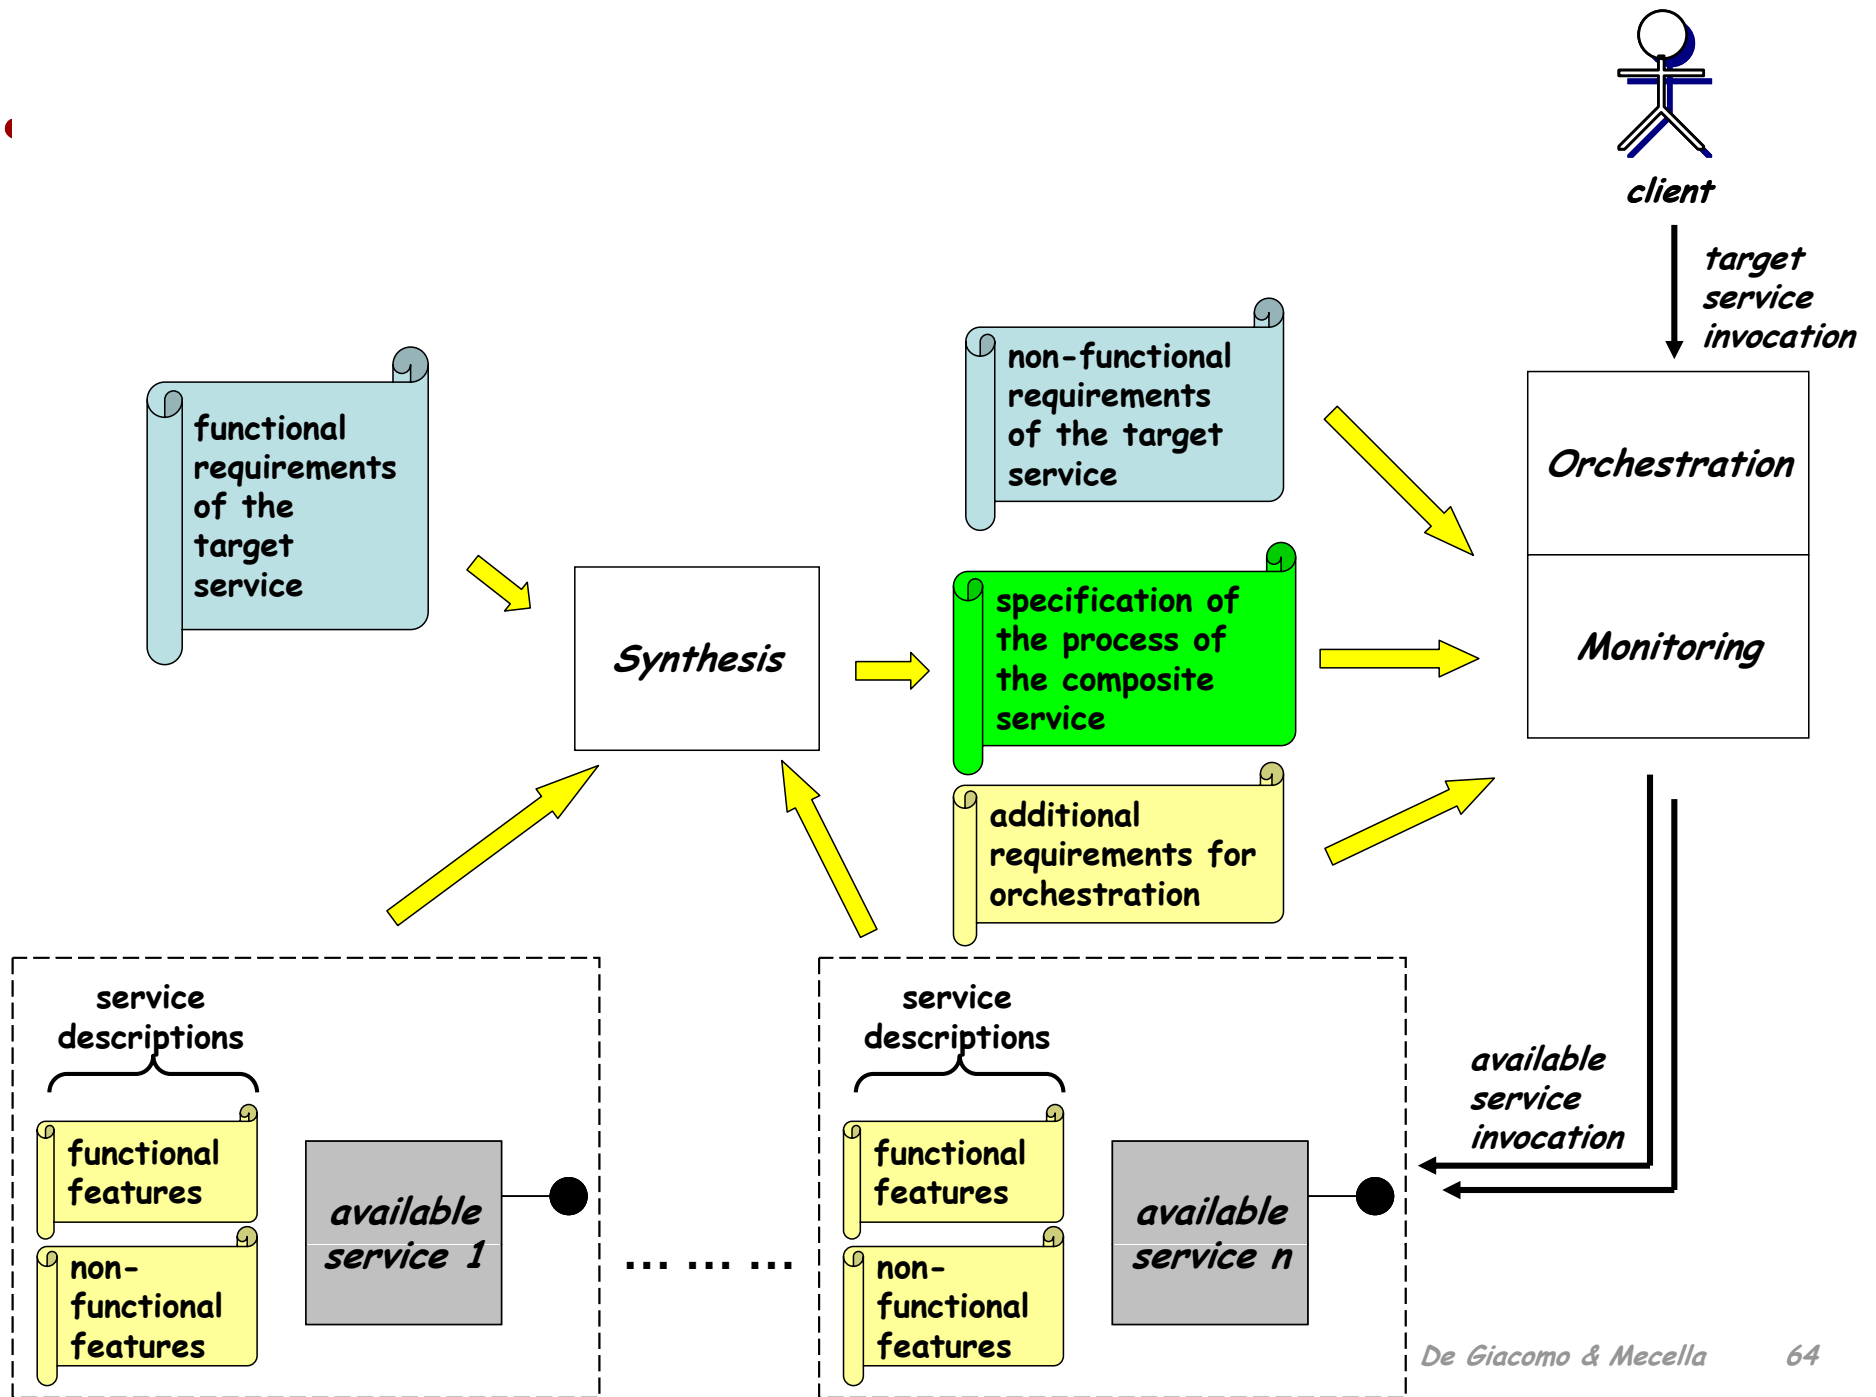 client
target
service
invocation
non-functional
requirements
of the target
service
functional
requirements
of the
target
service
Orchestration
Synthesis
specification of
the process of
the composite
service
Monitoring
additional
requirements for
orchestration
service
descriptions
functional
features
non-
functional
features
available
service 1
... ... ...
service
descriptions
functional
features
non-
functional
features
available
service n
available
service
invocation
De Giacomo & Mecella 64